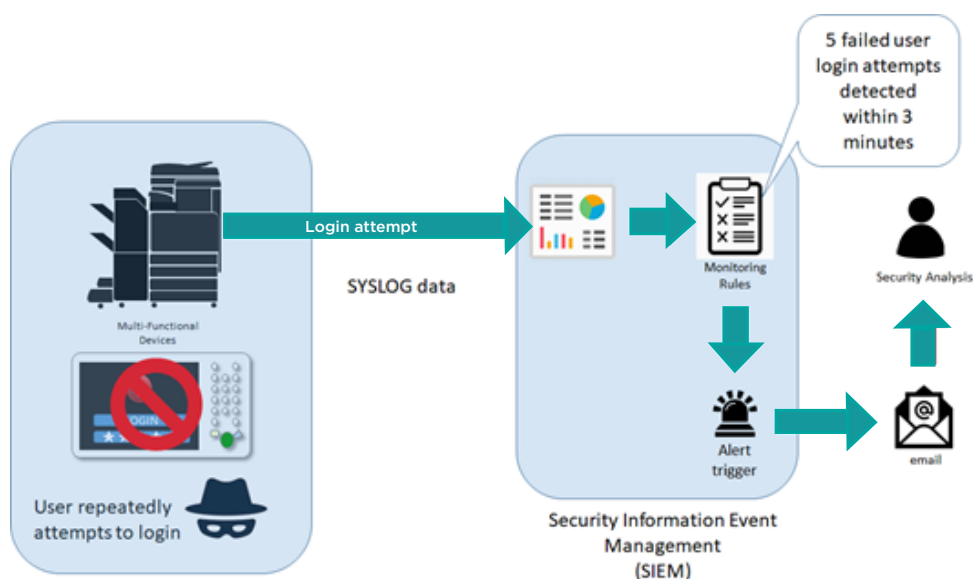 5 failed user
login attempts
detected
within 3
minutes
Login attempt
SYSLOG data
Multi-Functional
Devices
LOGIN
User repeatedly
attempts to login
Monitoring
Rules
Alert
trigger
Security Information Event
Management
(SIEM)
Security Analysis
@
email